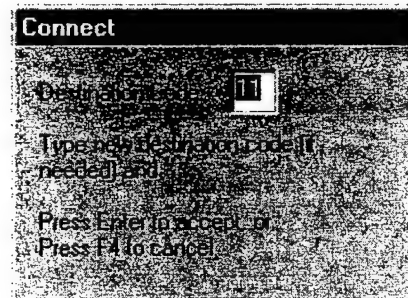 Connect
Destination code 11
Type new destination code (if
needed) and
Press Enter to accept, or
Press F4 to cancel